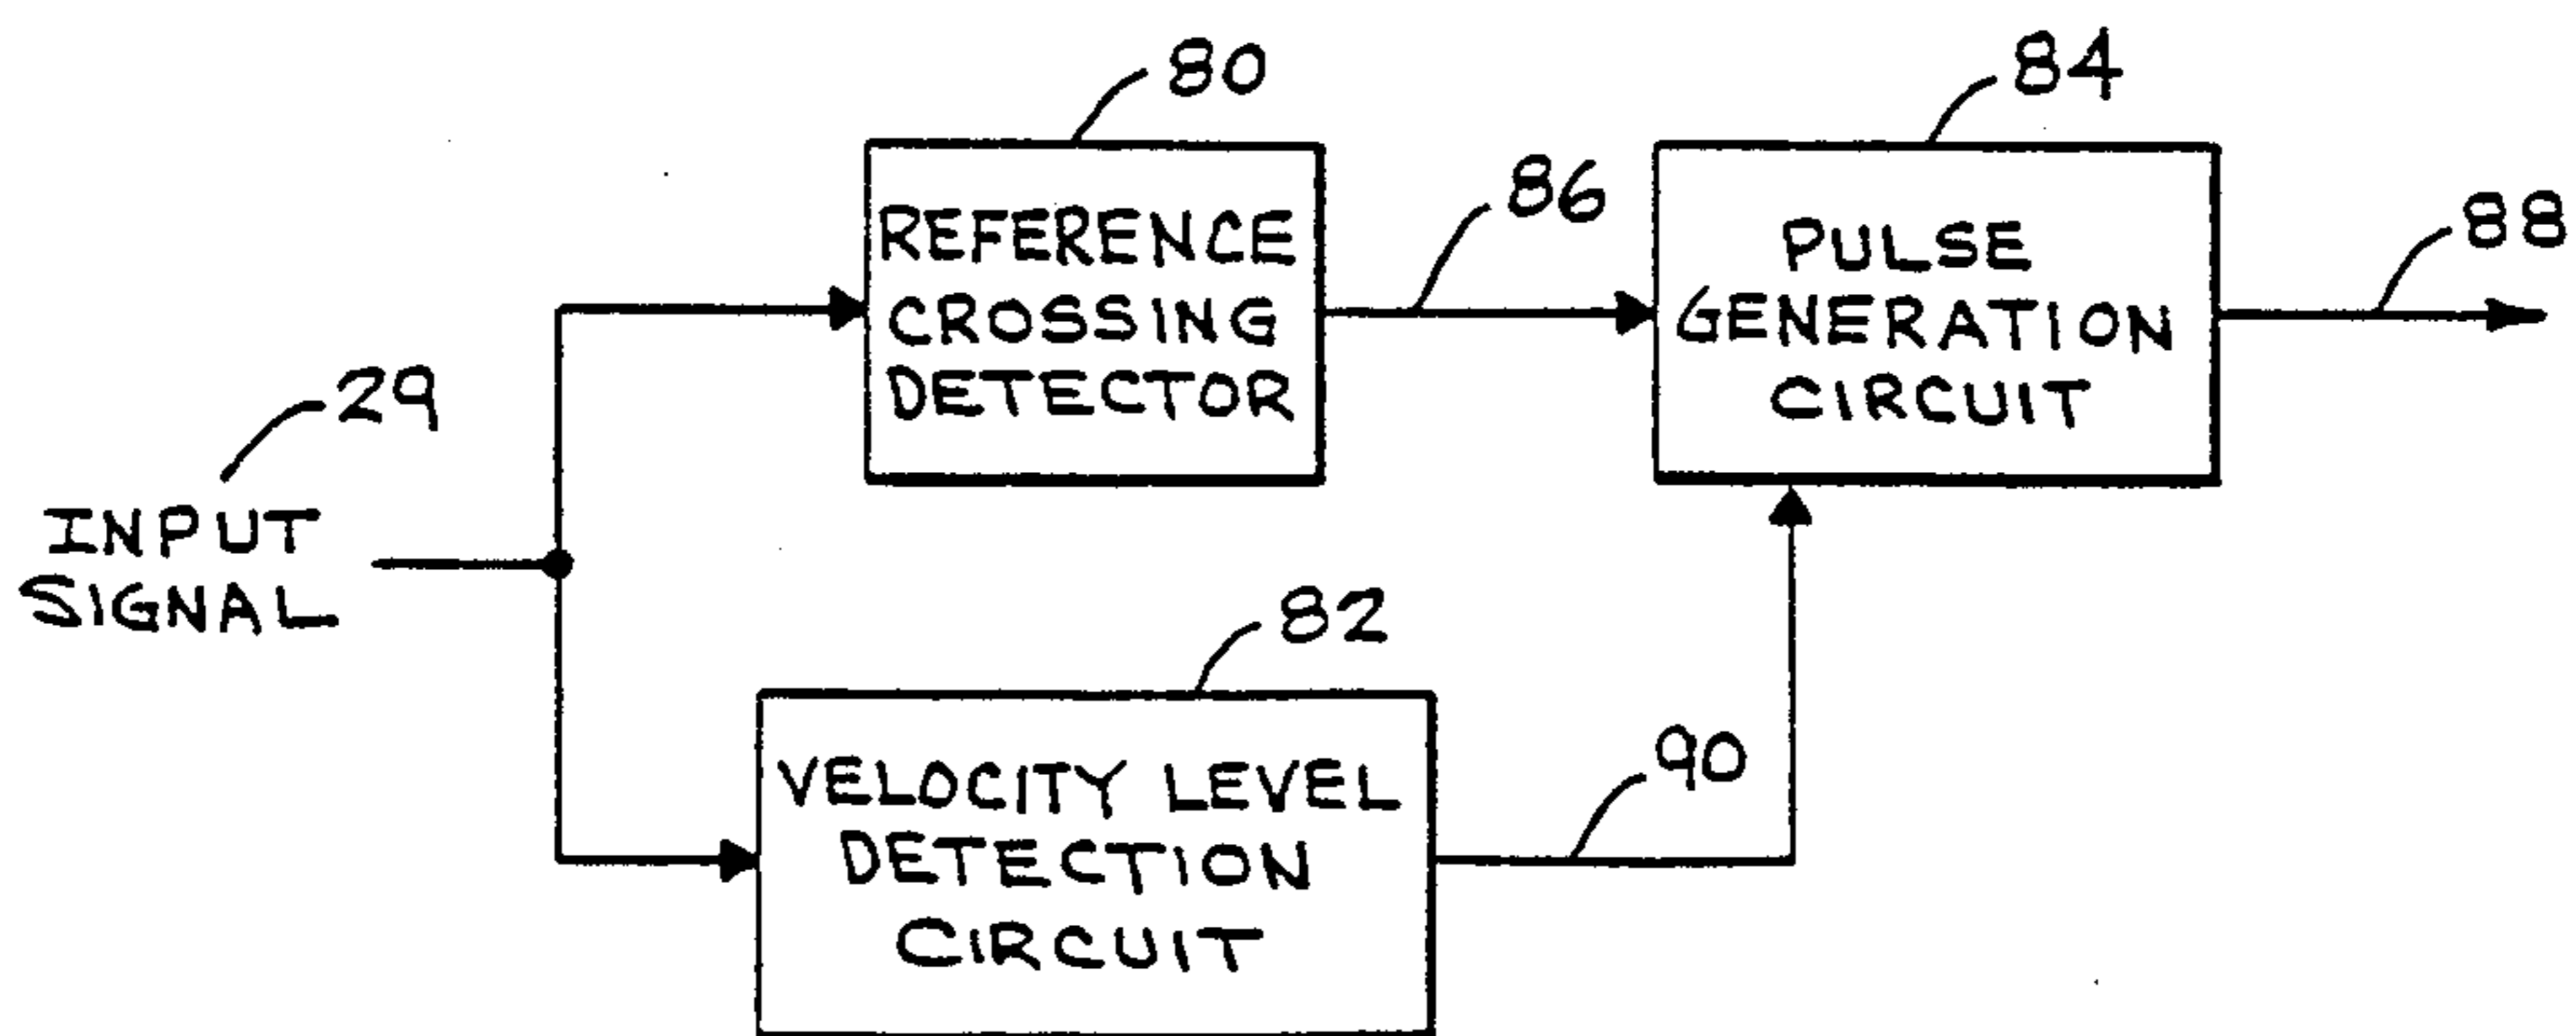 80
84
REFERENCE
CROSSING
DETECTOR
86
PULSE
GENERATION
CIRCUIT
88
29
INPUT
SIGNAL
82
VELOCITY LEVEL
DETECTION
CIRCUIT
90